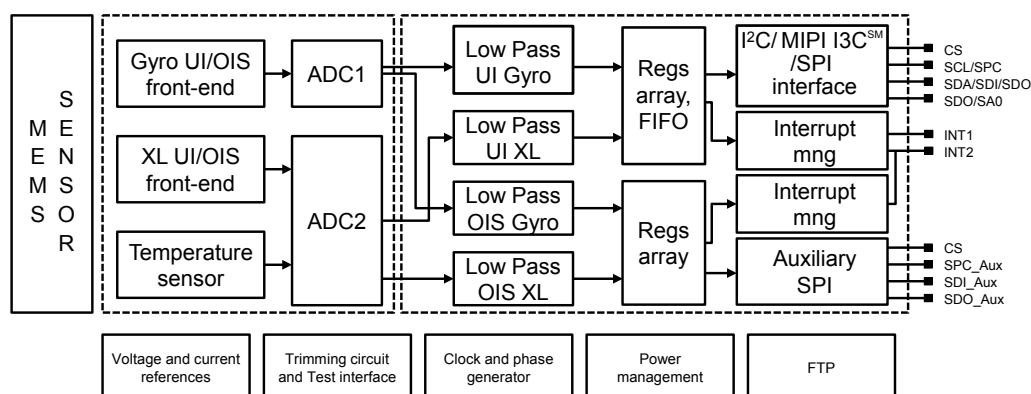 MEMS
SENSOR
Gyro UI/OIS
front-end
XL UI/OIS
front-end
Temperature
sensor
ADC1
ADC2
Low Pass
UI Gyro
Low Pass
UI XL
Low Pass
OIS Gyro
Low Pass
OIS XL
Regs
array,
FIFO
Regs
array
I²C/ MIPI I3C℠
/SPI
interface
Interrupt
mng
Interrupt
mng
Auxiliary
SPI
CS
SCL/SPC
SDA/SDI/SDO
SDO/SA0
INT1
INT2
CS
SPC_Aux
SDI_Aux
SDO_Aux
Voltage and current
references
Trimming circuit
and Test interface
Clock and phase
generator
Power
management
FTP